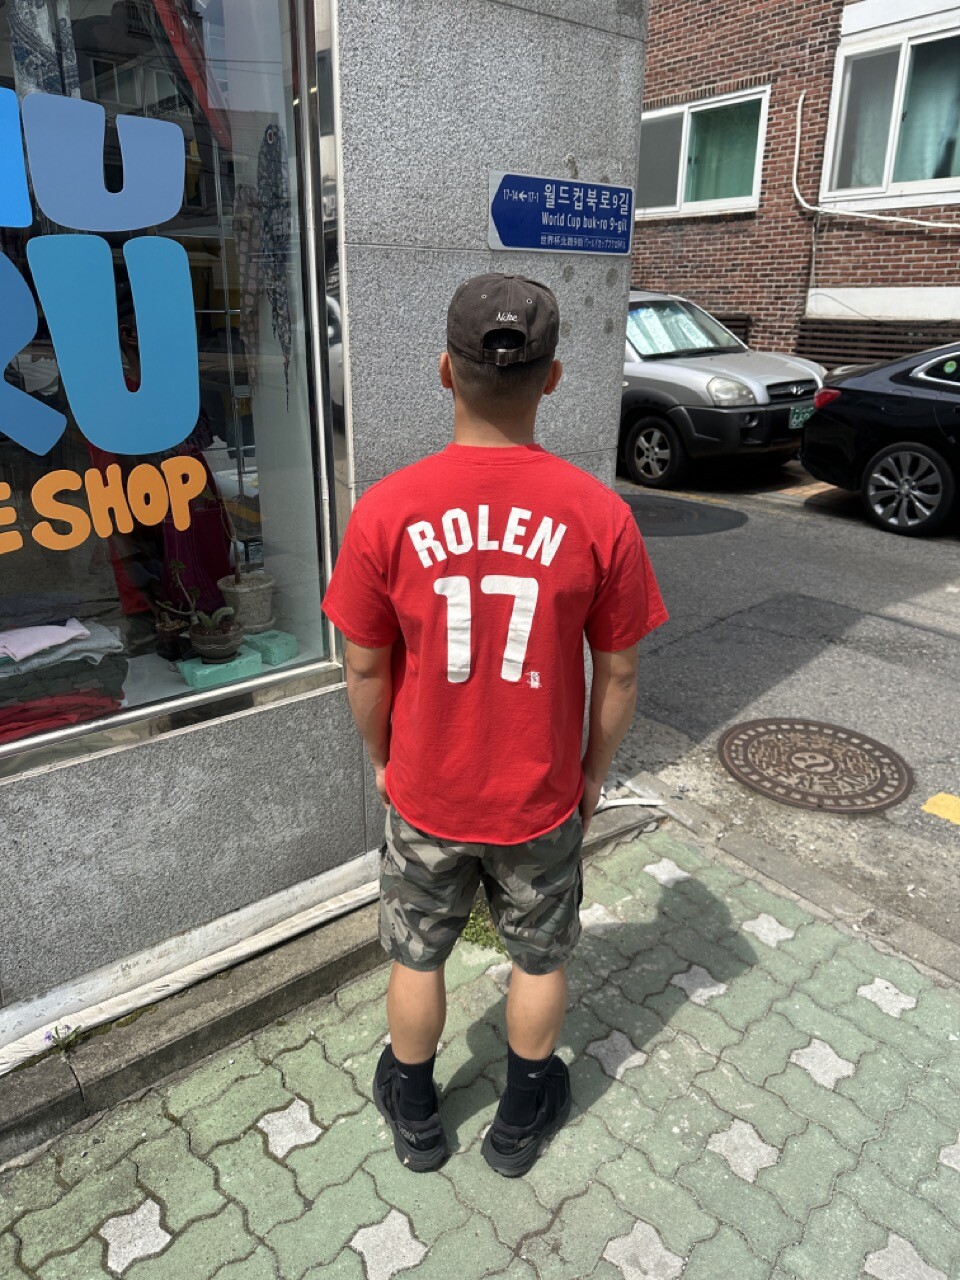 U
RU
E SHOP
17-14 ← 17-1 월드컵북로9길
World Cup buk-ro 9-gil
ROLEN
17